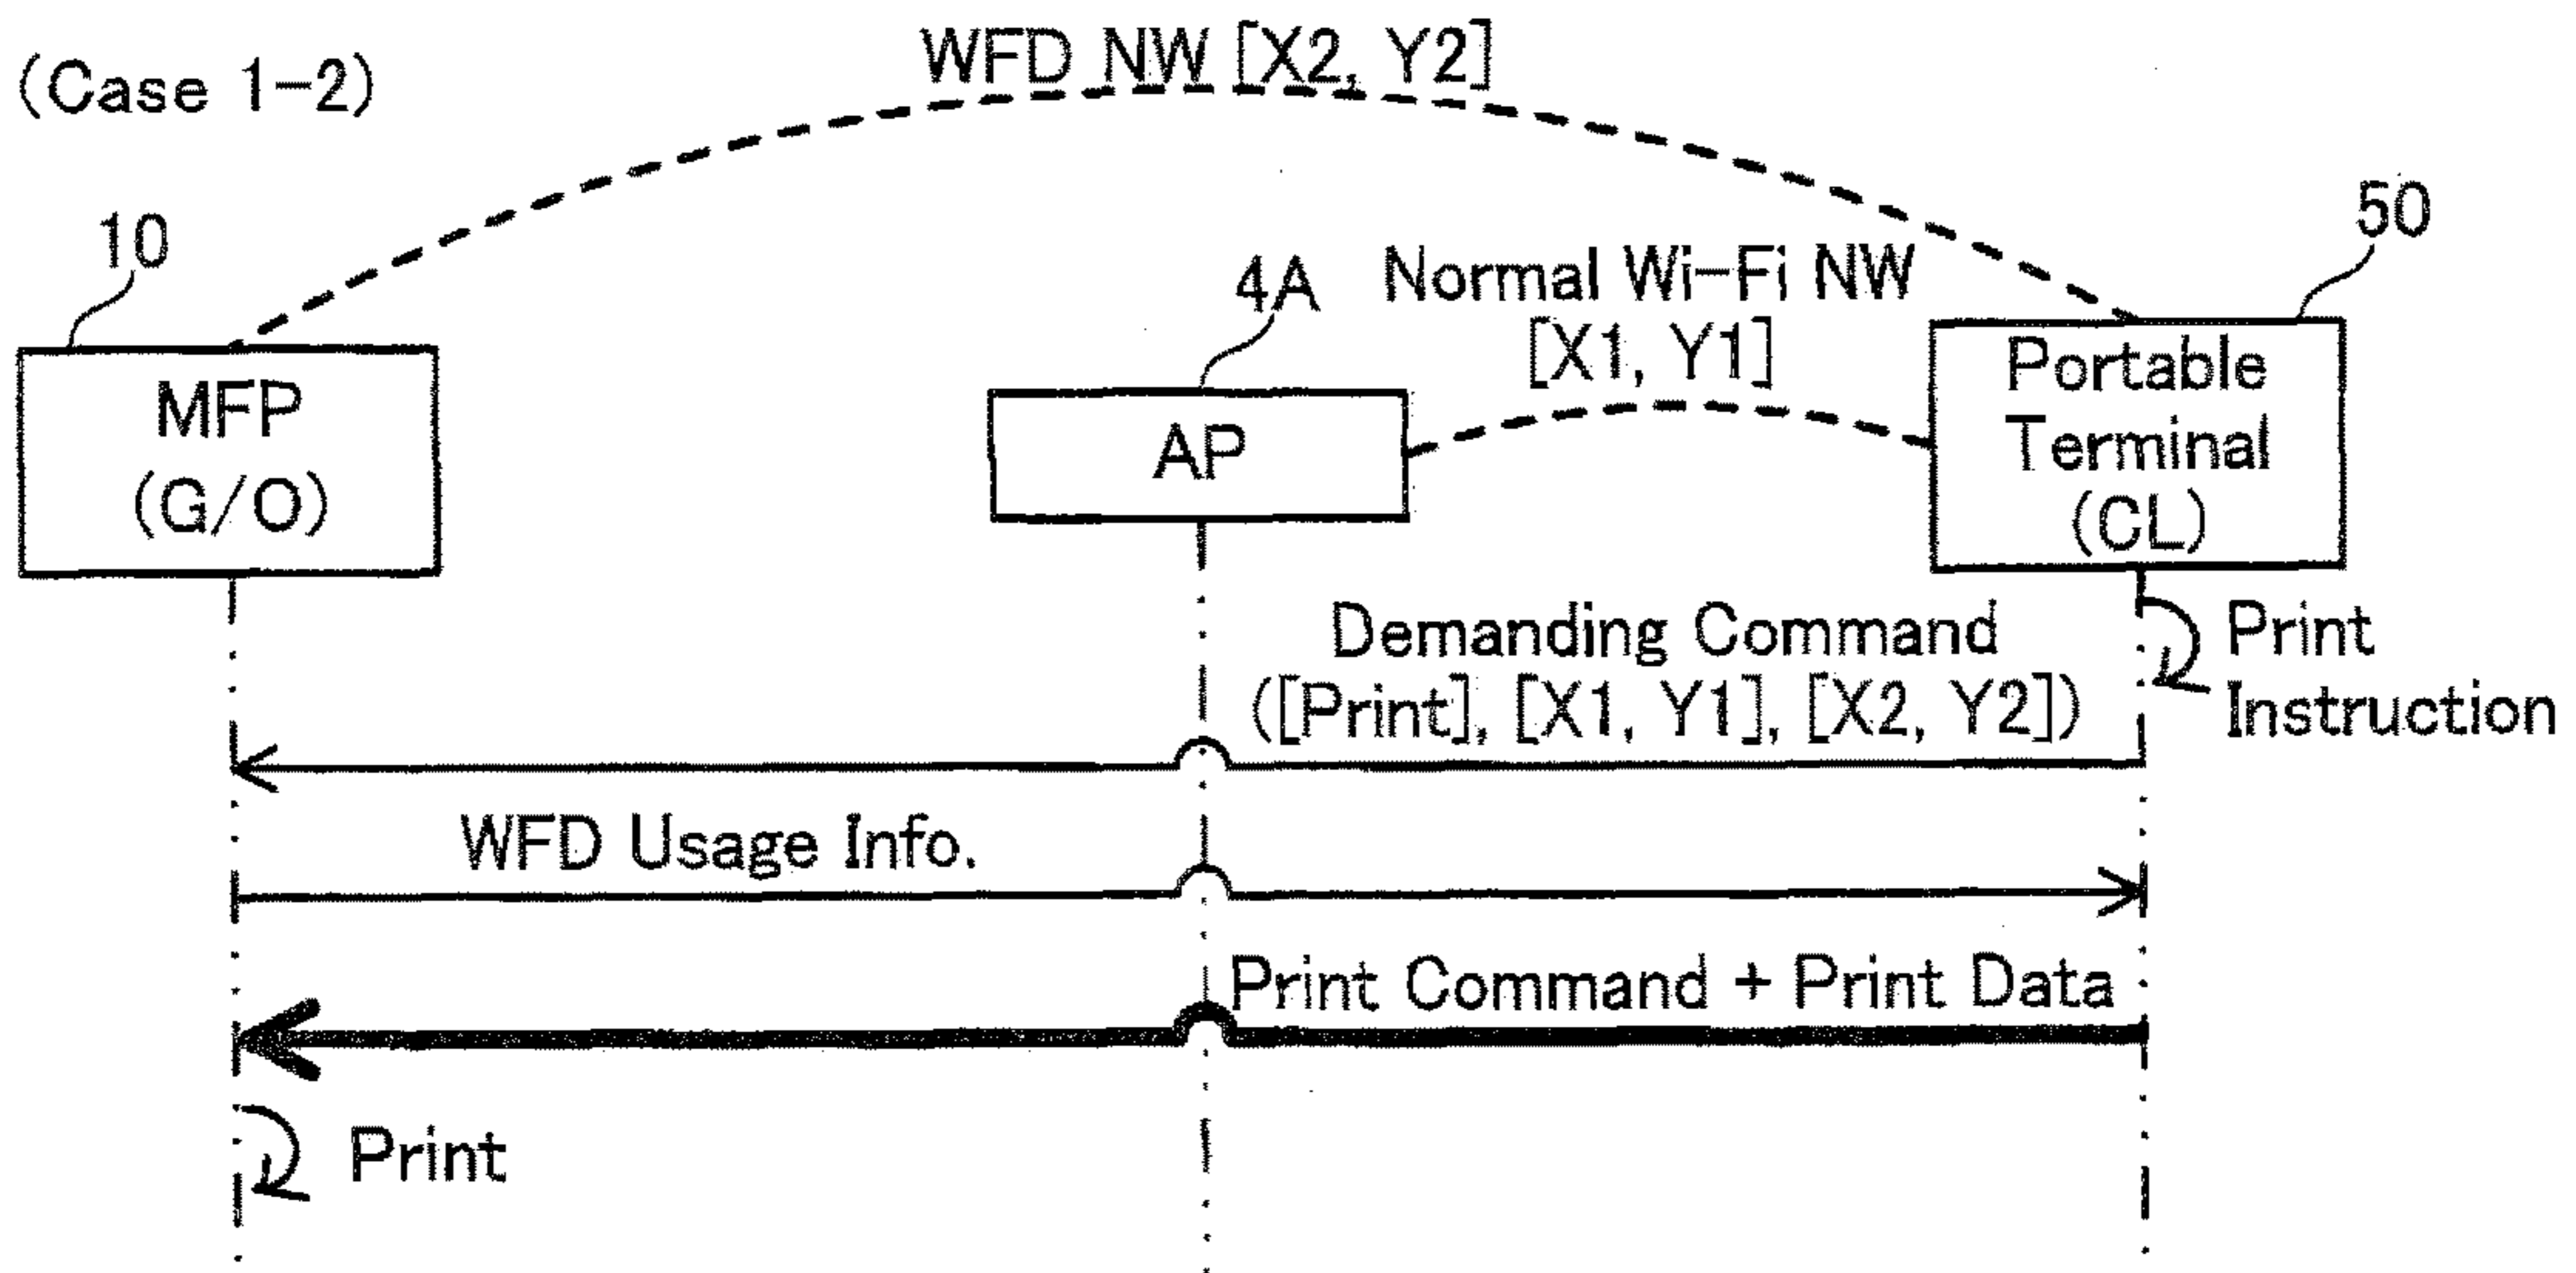 (Case 1-2)
WFD NW [X2, Y2]
10
4A
Normal Wi-Fi NW
[X1, Y1]
50
MFP
(G/O)
AP
Portable
Terminal
(CL)
Demanding Command
([Print], [X1, Y1], [X2, Y2])
Print
Instruction
WFD Usage Info.
Print Command + Print Data
Print